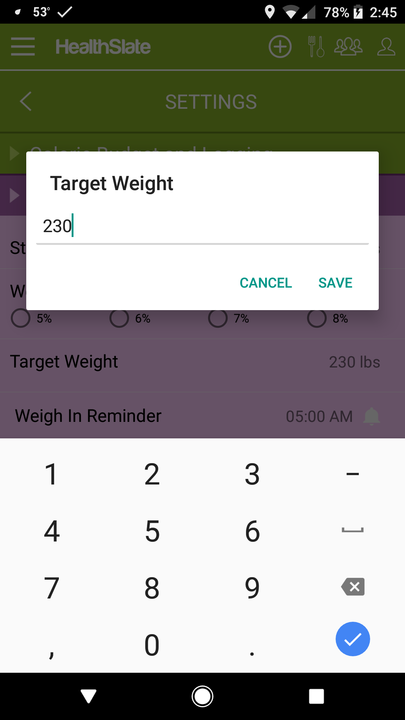 53° 78% 2:45
HealthSlate
SETTINGS
Calorie Budget and Logging
Target Weight
230
CANCEL SAVE
5% 6% 7% 8%
Target Weight 230 lbs
Weigh In Reminder 05:00 AM
1 2 3 –
4 5 6
7 8 9
, 0 .